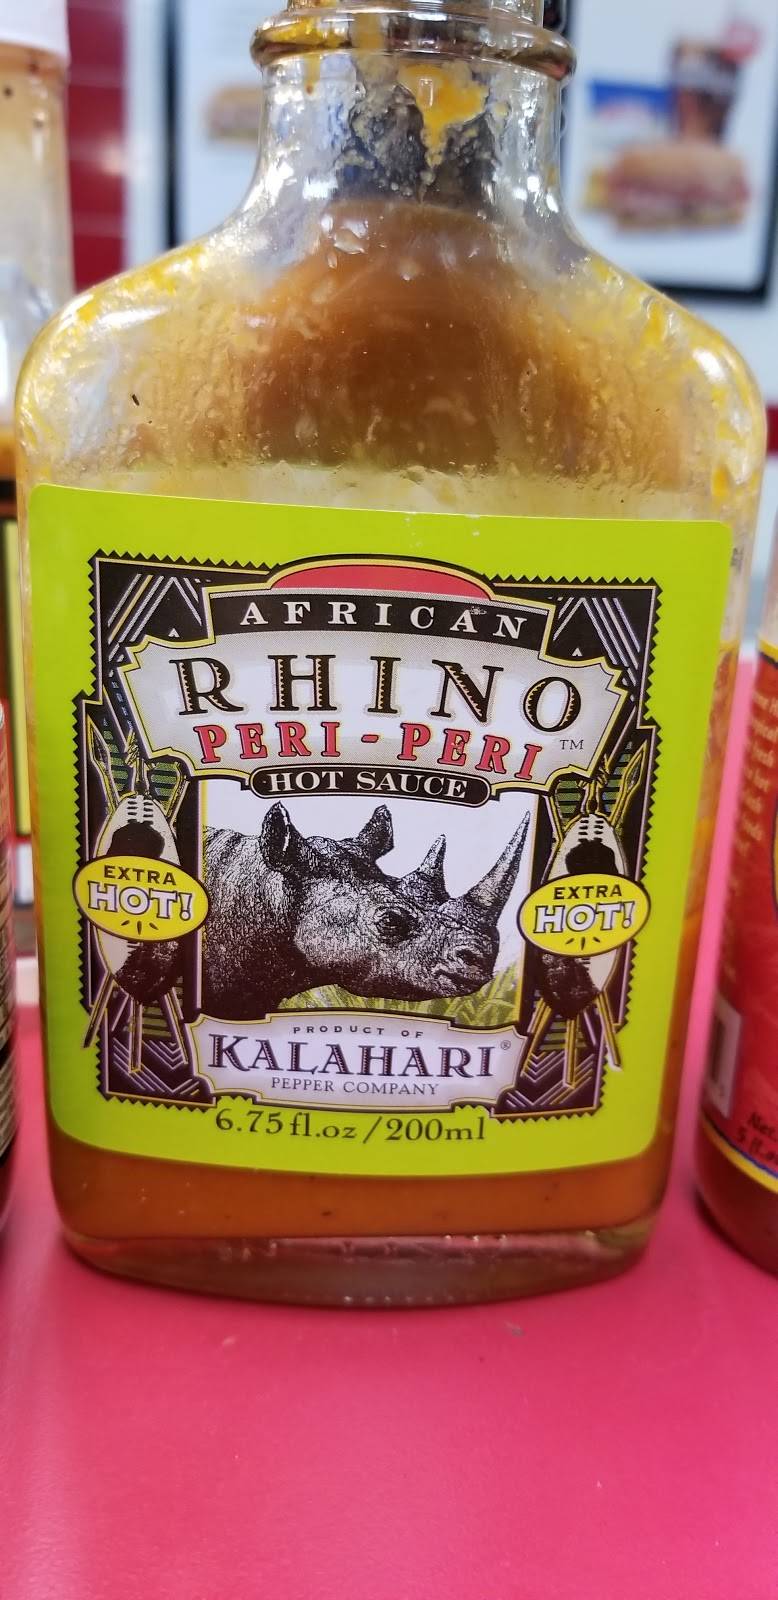 AFRICAN
RHINO
PERI-PERI ™
HOT SAUCE
EXTRA
HOT!
EXTRA
HOT!
PRODUCT OF
KALAHARI®
PEPPER COMPANY
6.75 fl.oz / 200ml